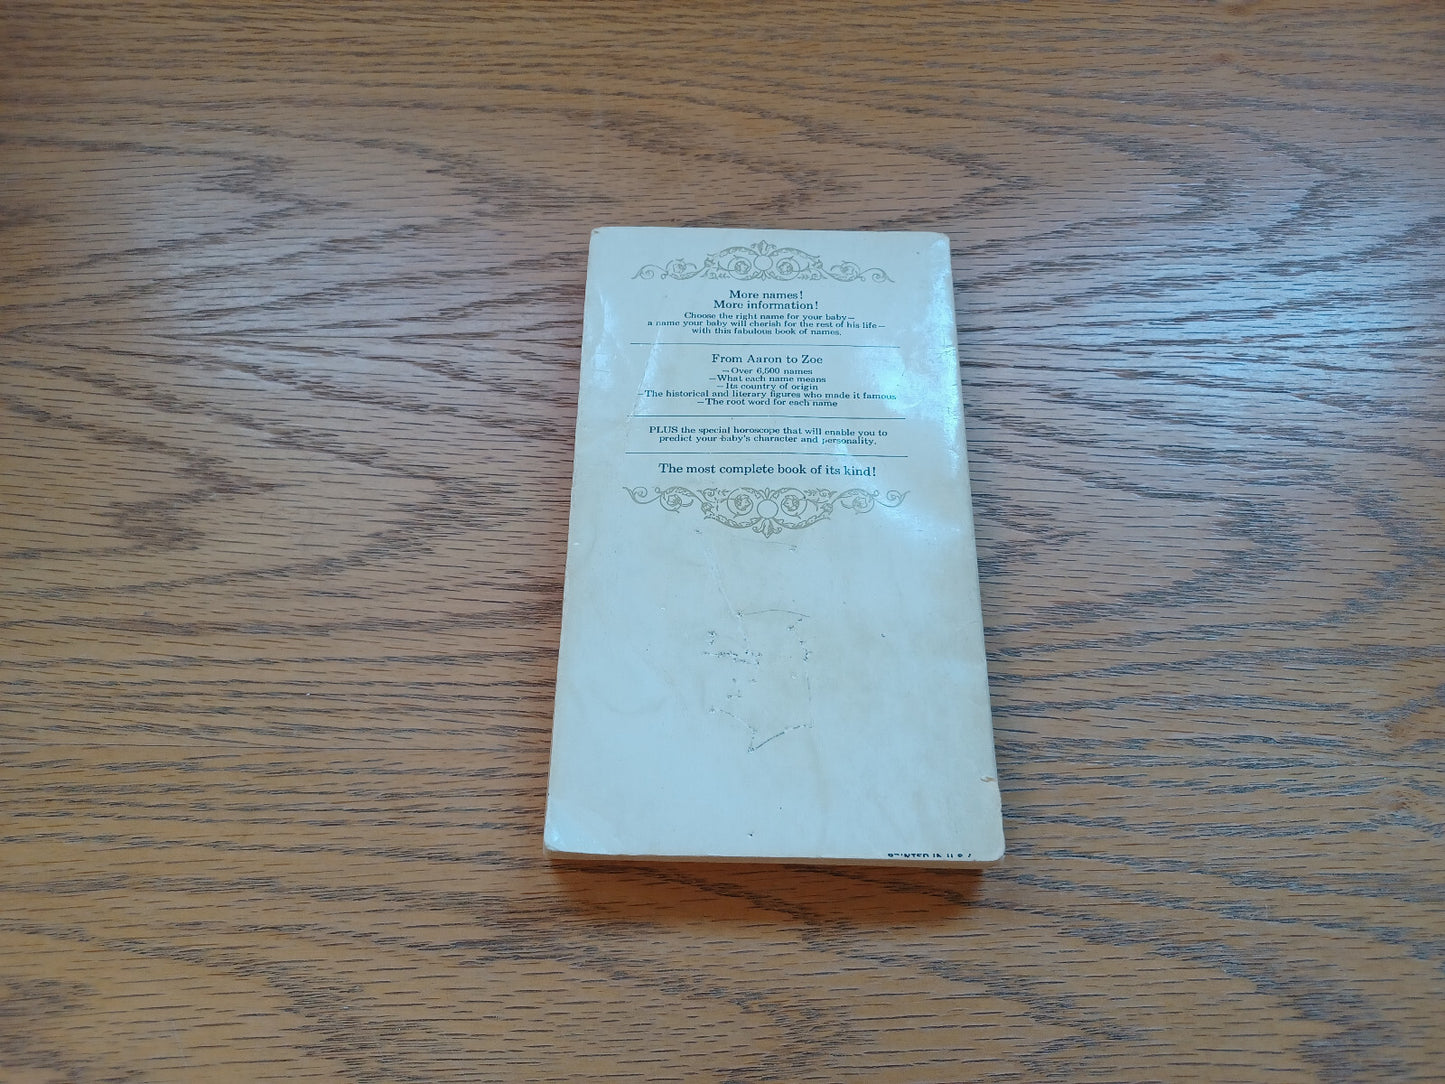 More names!
More information!
Choose the right name for your baby—
a name your baby will cherish for the rest of his life—
with this fabulous book of names.
From Aaron to Zoe
—Over 6,500 names
—What each name means
—Its country of origin
—The historical and literary figures who made it famous
—The root word for each name
PLUS the special horoscope that will enable you to
predict your baby's character and personality.
The most complete book of its kind!
PRINTED IN U.S.A.